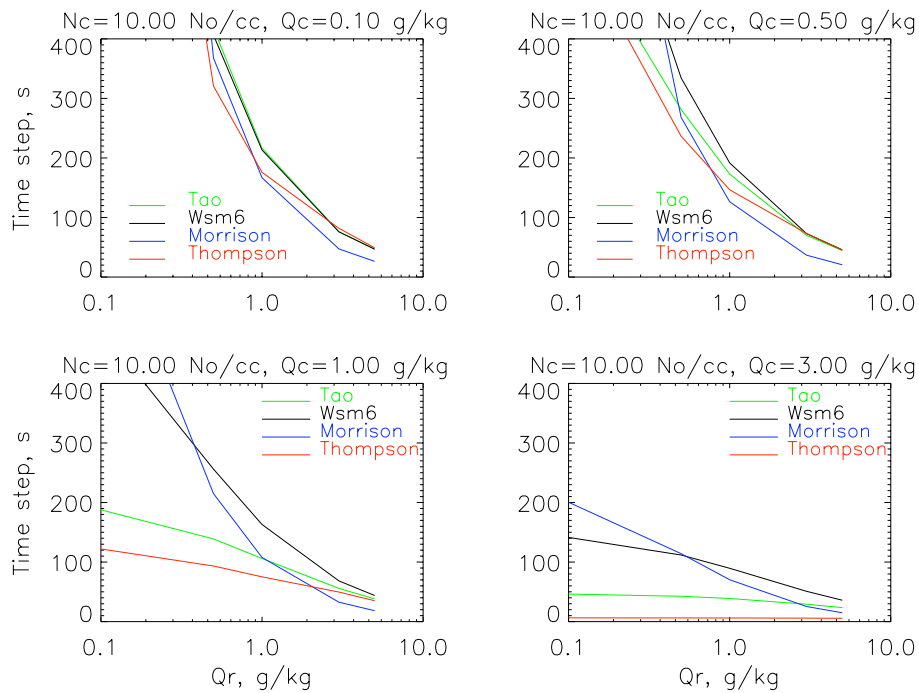 Nc=10.00 No/cc, Qc=0.10 g/kg
Nc=10.00 No/cc, Qc=0.50 g/kg
400
300
200
100
0
Time step, s
Tao
Wsm6
Morrison
Thompson
0.1
1.0
10.0
400
300
200
100
0
Time step, s
Tao
Wsm6
Morrison
Thompson
0.1
1.0
10.0
Nc=10.00 No/cc, Qc=1.00 g/kg
Nc=10.00 No/cc, Qc=3.00 g/kg
400
300
200
100
0
Time step, s
Tao
Wsm6
Morrison
Thompson
0.1
1.0
10.0
Qr, g/kg
400
300
200
100
0
Tao
Wsm6
Morrison
Thompson
0.1
1.0
10.0
Qr, g/kg